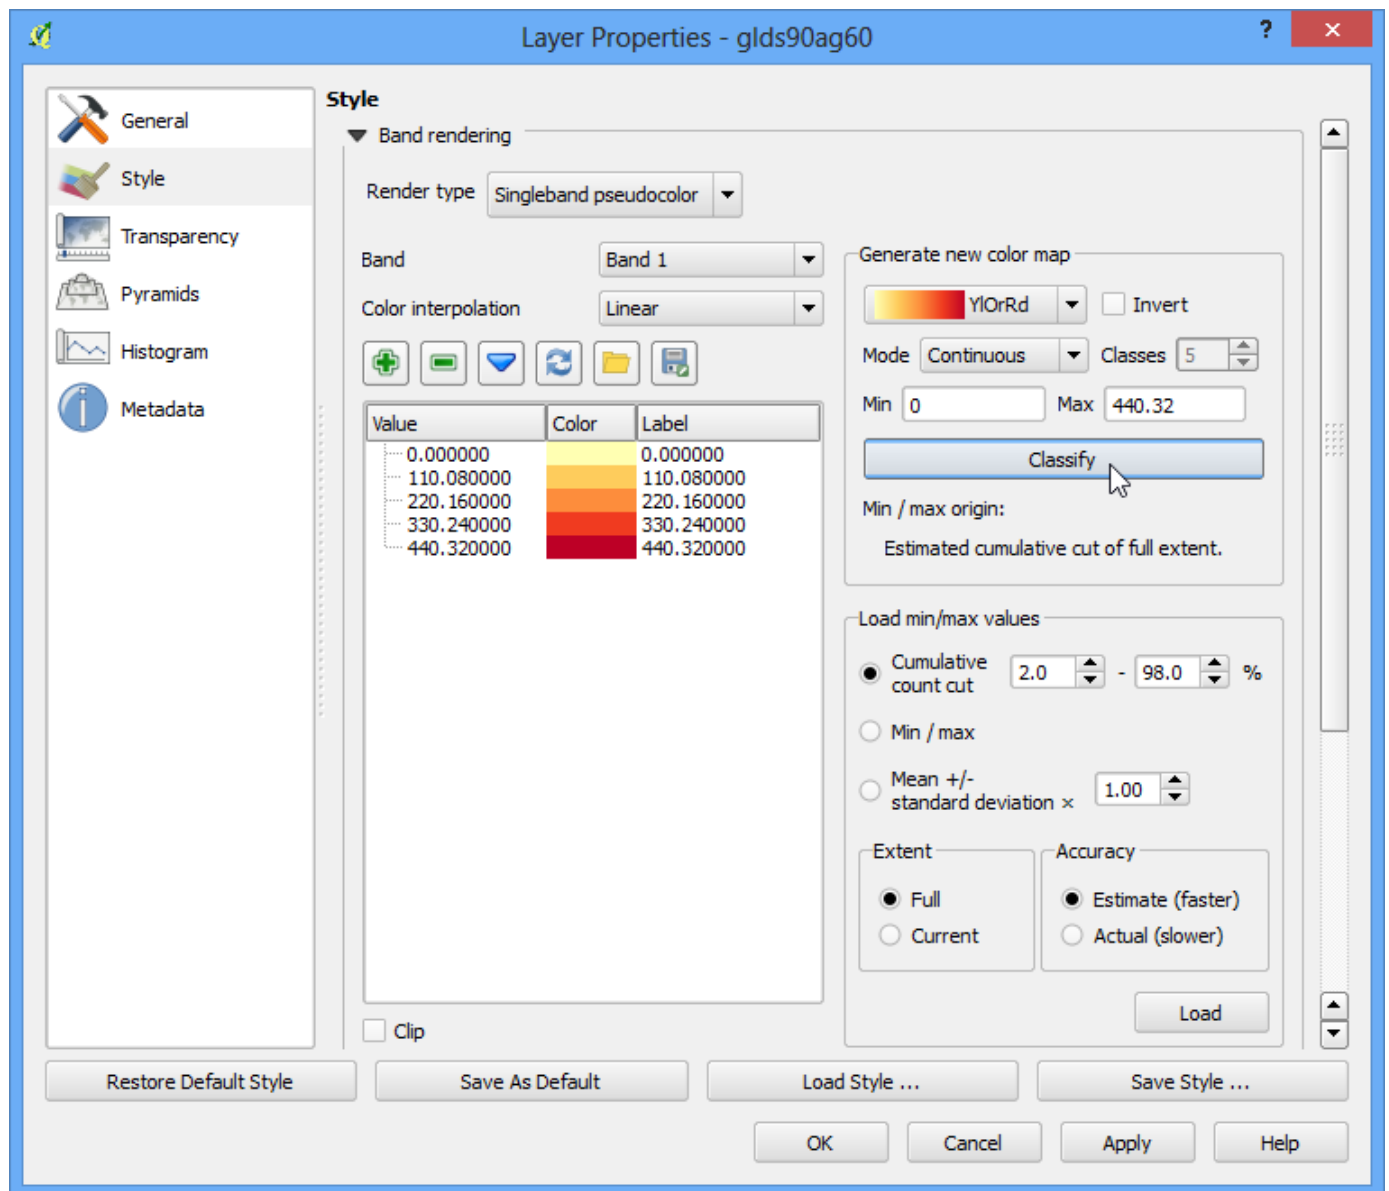 Layer Properties - glds90ag60
?
General
Style
Transparency
Pyramids
Histogram
Metadata
Style
Band rendering
Render type Singleband pseudocolor
Band Band 1
Color interpolation Linear
Value Color Label
0.000000 0.000000
110.080000 110.080000
220.160000 220.160000
330.240000 330.240000
440.320000 440.320000
Clip
Generate new color map
YlOrRd Invert
Mode Continuous Classes 5
Min 0 Max 440.32
Classify
Min / max origin:
Estimated cumulative cut of full extent.
Load min/max values
Cumulative
count cut 2.0 - 98.0 %
Min / max
Mean +/-
standard deviation × 1.00
Extent
Full
Current
Accuracy
Estimate (faster)
Actual (slower)
Load
Restore Default Style Save As Default Load Style ... Save Style ...
OK Cancel Apply Help